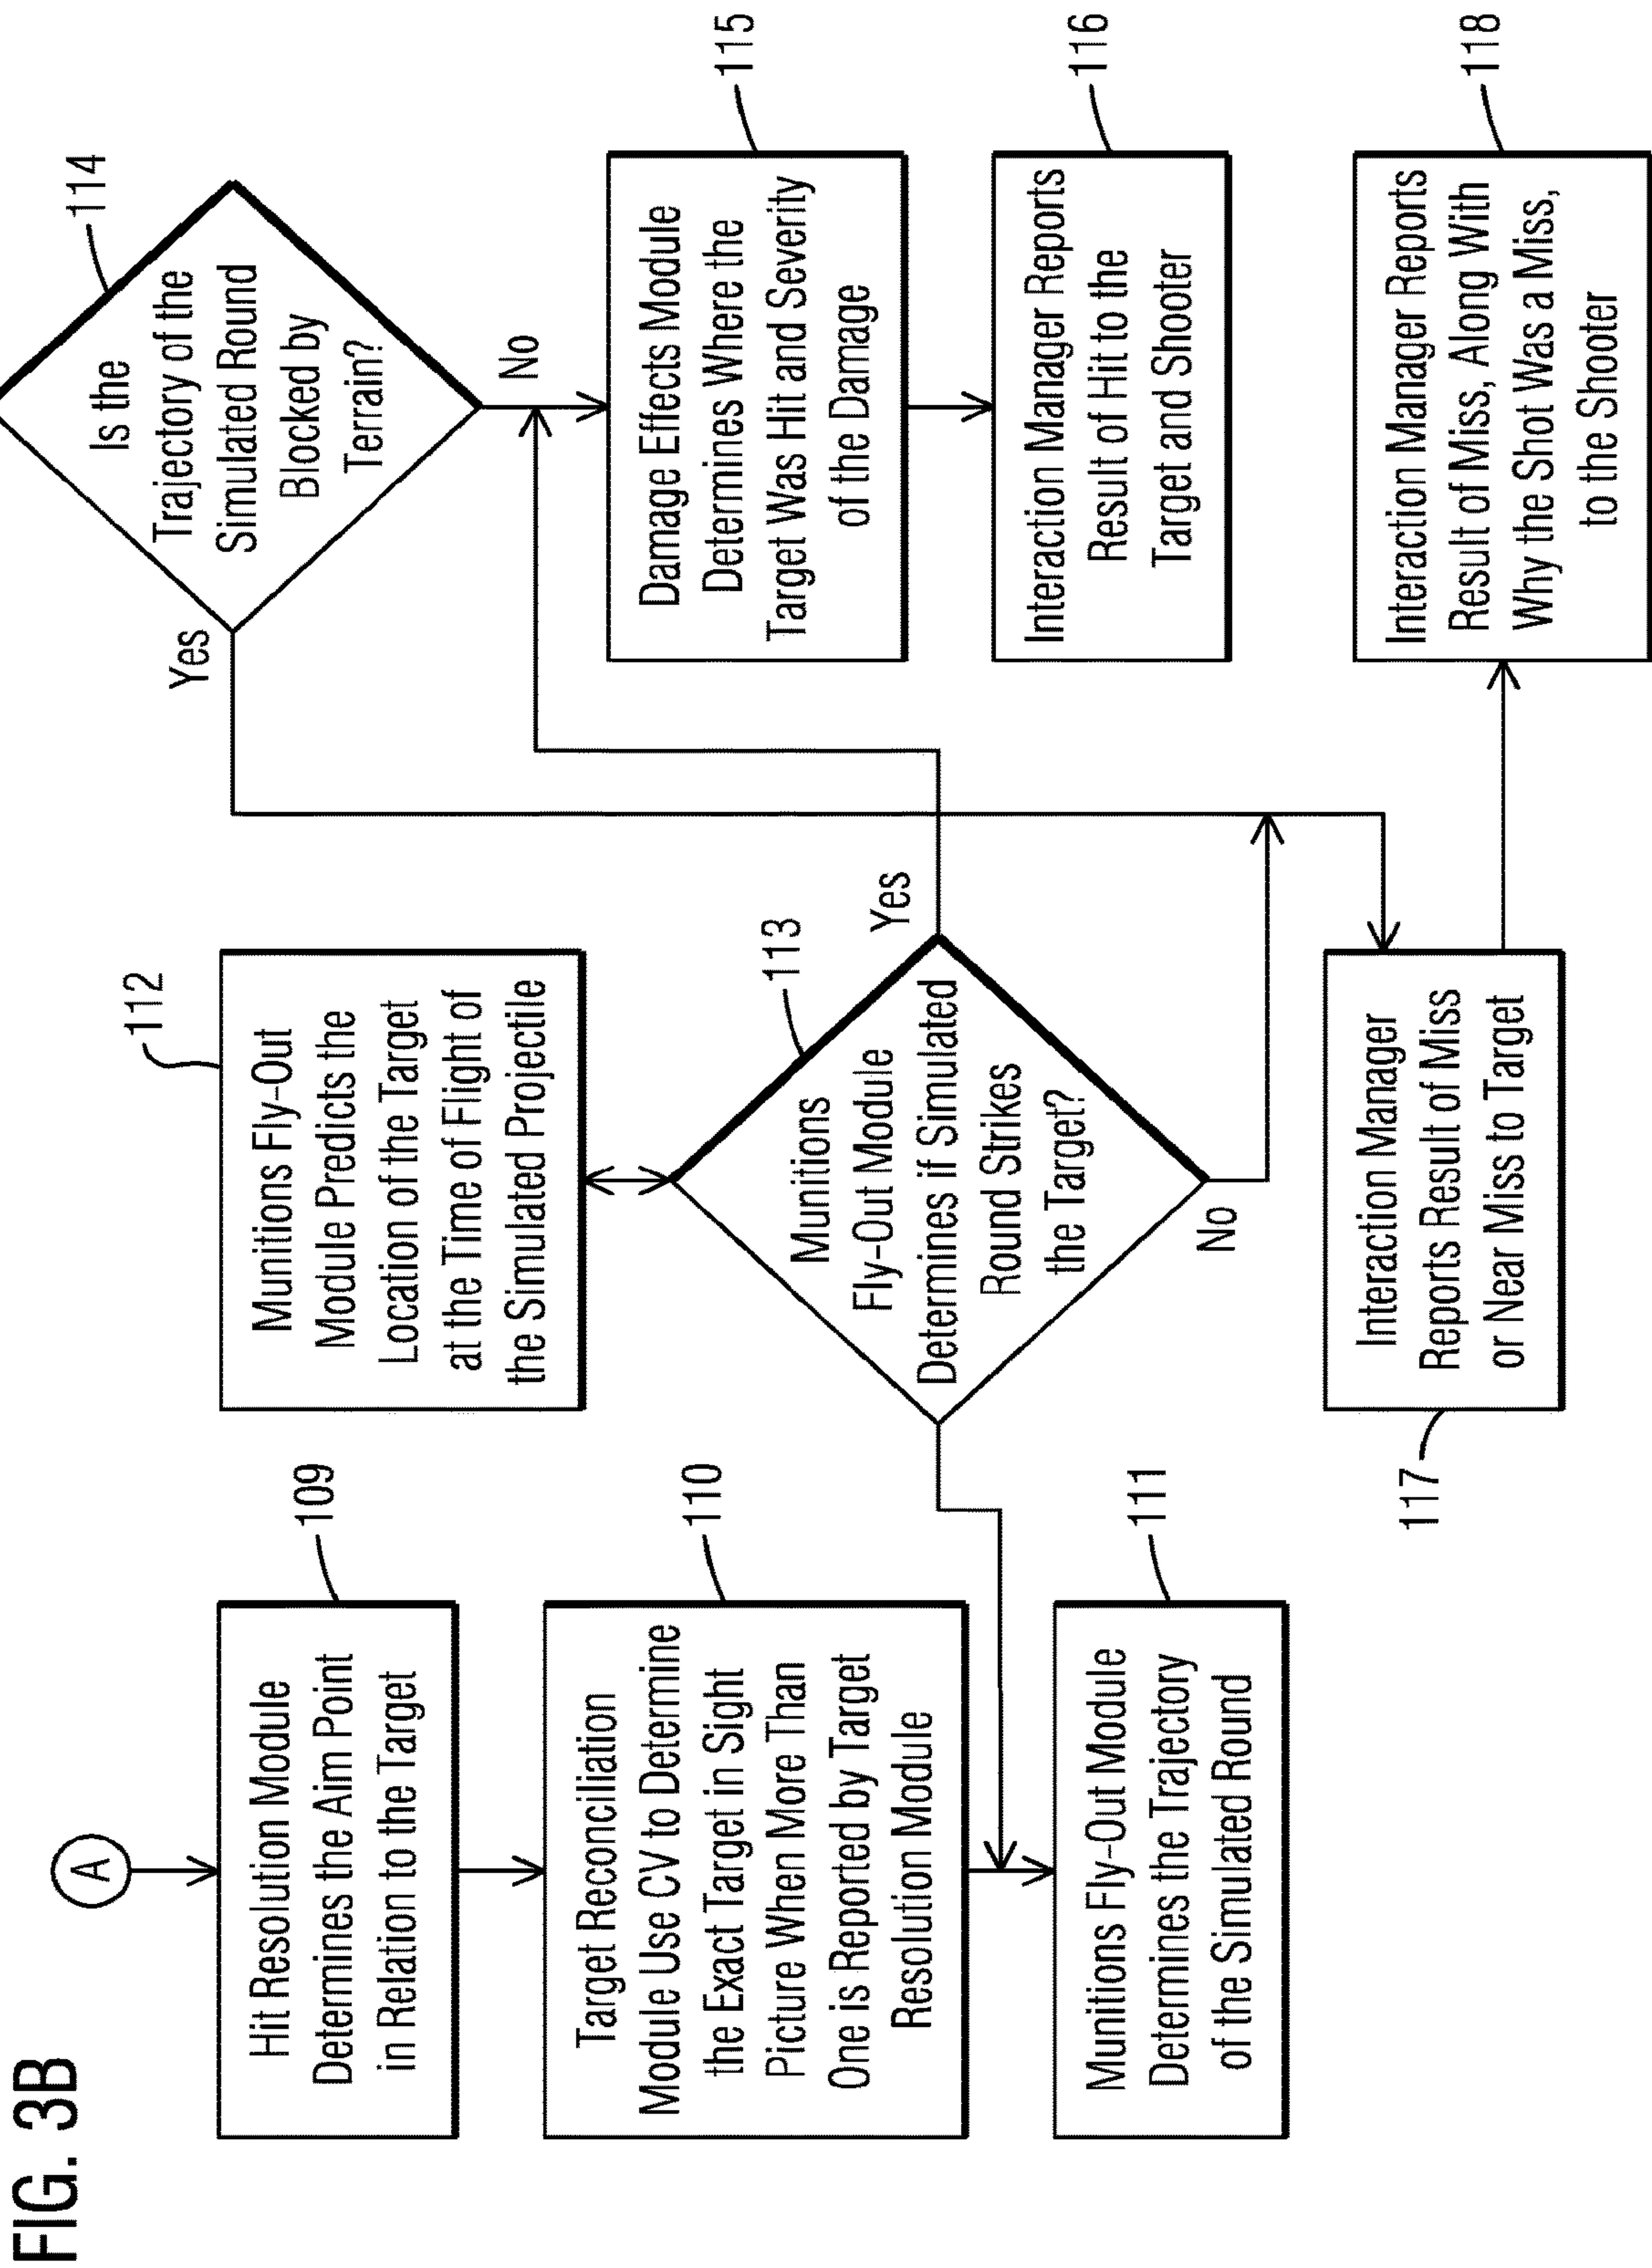 FIG. 3B
A
109
Hit Resolution Module
Determines the Aim Point
in Relation to the Target
110
Target Reconciliation
Module Use CV to Determine
the Exact Target in Sight
Picture When More Than
One is Reported by Target
Resolution Module
111
Munitions Fly-Out Module
Determines the Trajectory
of the Simulated Round
112
Munitions Fly-Out
Module Predicts the
Location of the Target
at the Time of Flight of
the Simulated Projectile
113
Munitions
Fly-Out Module
Determines if Simulated
Round Strikes
the Target?
Yes
No
117
Interaction Manager
Reports Result of Miss
or Near Miss to Target
114
Is the
Trajectory of the
Simulated Round
Blocked by
Terrain?
Yes
No
115
Damage Effects Module
Determines Where the
Target Was Hit and Severity
of the Damage
116
Interaction Manager Reports
Result of Hit to the
Target and Shooter
118
Interaction Manager Reports
Result of Miss, Along With
Why the Shot Was a Miss,
to the Shooter